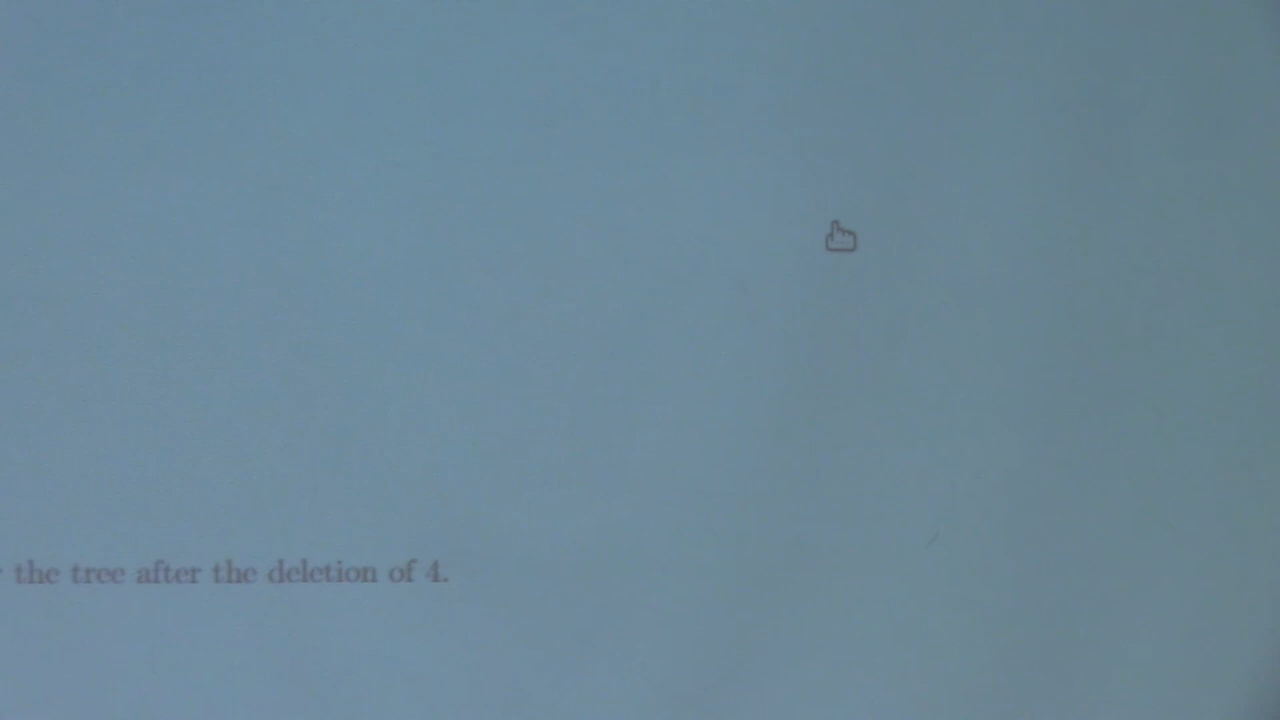 the tree after the deletion of 4.